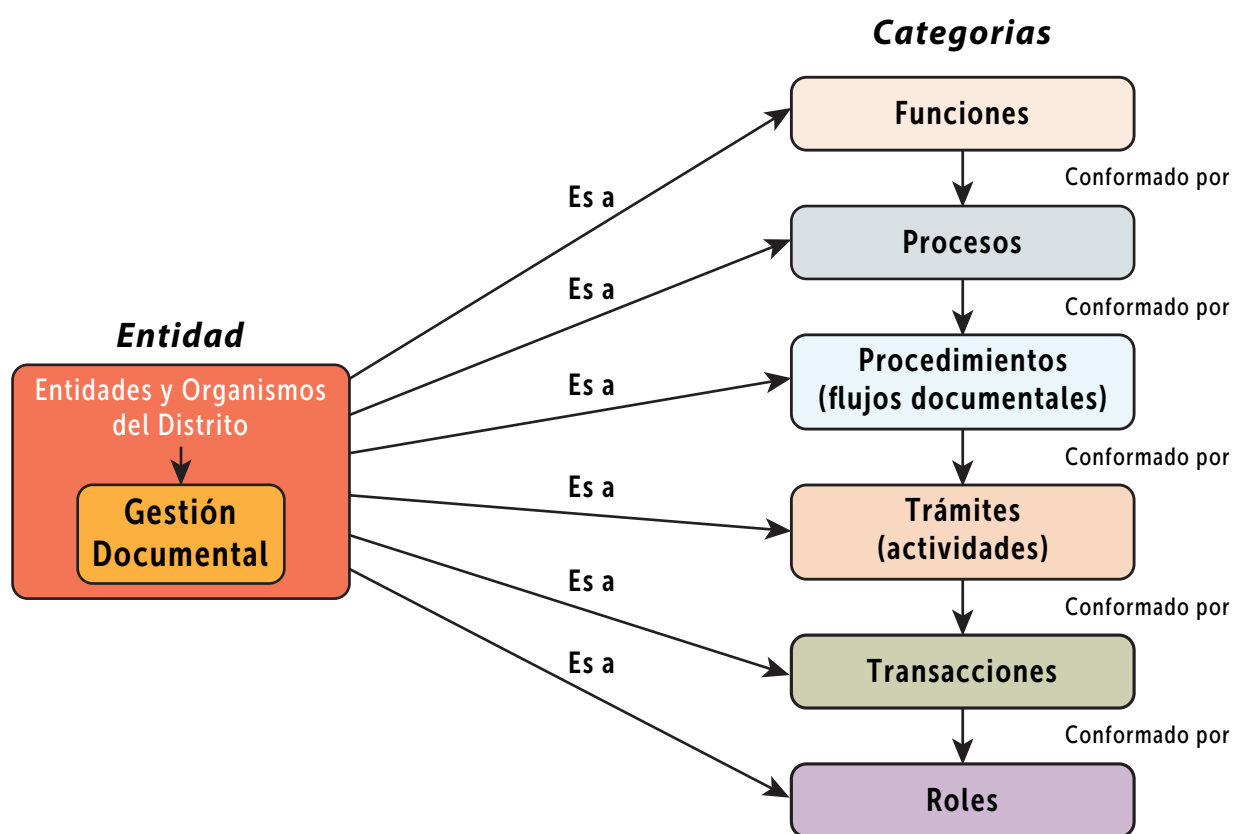 Categorias
Funciones
Conformado por
Es a
Procesos
Es a
Conformado por
Entidad
Procedimientos
(flujos documentales)
Es a
Entidades y Organismos
del Distrito
Conformado por
Gestión
Documental
Es a
Trámites
(actividades)
Es a
Conformado por
Transacciones
Es a
Conformado por
Roles